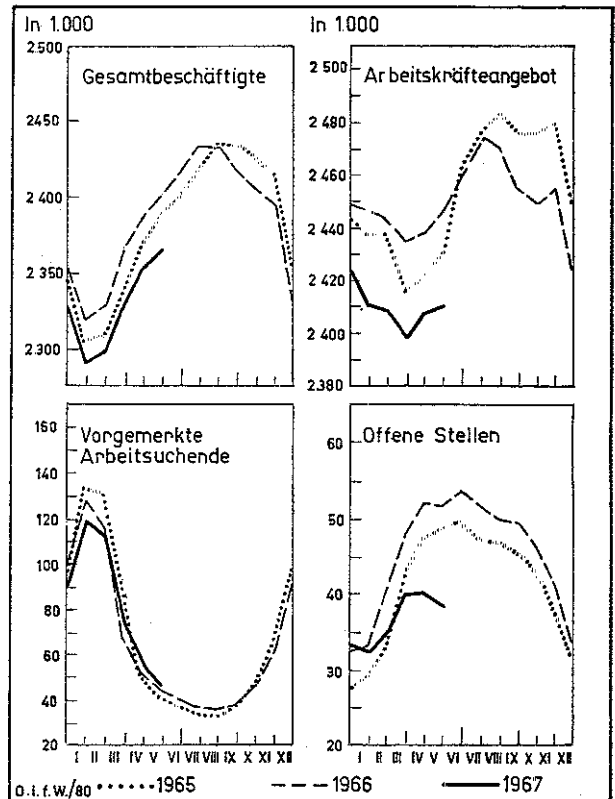 In 1.000
In 1.000
Gesamtbeschäftigte
2.500
2.450
2.400
2.350
2.300
Arbeitskräfteangebot
2 500
2 480
2 460
2 440
2 420
2 400
2.380
Vorgemerkte
Arbeitsuchende
150
130
120
100
80
60
40
20
I II III IV V VI VII VIII IX X XI XII
Offene Stellen
60
50
40
30
20
I II III IV V VI VII VIII IX X XI XII
Ö.I.f.W./80 1965 1966 1967